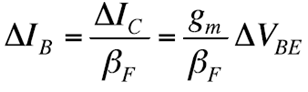 ΔI_B = ΔI_C / β_F = g_m / β_F ΔV_BE